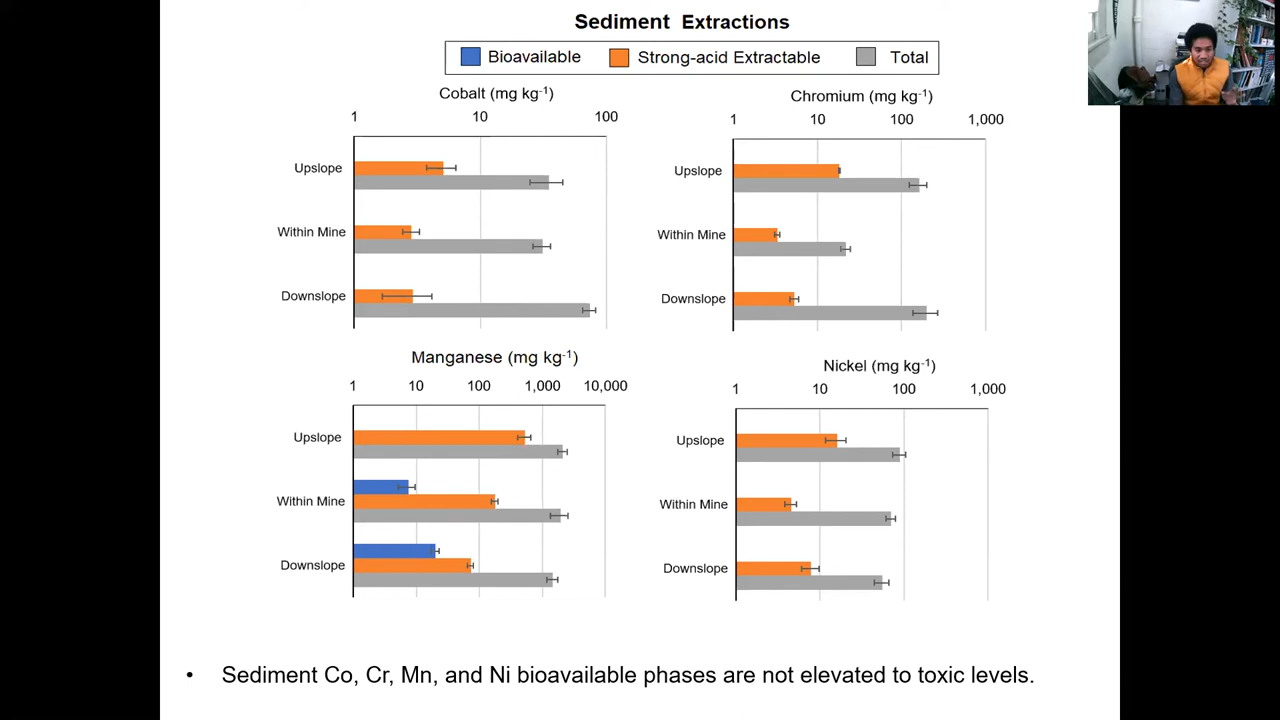 Sediment Extractions
Bioavailable Strong-acid Extractable Total
Cobalt (mg kg⁻¹)
1 10 100
Upslope
Within Mine
Downslope
Chromium (mg kg⁻¹)
1 10 100 1,000
Upslope
Within Mine
Downslope
Manganese (mg kg⁻¹)
1 10 100 1,000 10,000
Upslope
Within Mine
Downslope
Nickel (mg kg⁻¹)
1 10 100 1,000
Upslope
Within Mine
Downslope
• Sediment Co, Cr, Mn, and Ni bioavailable phases are not elevated to toxic levels.